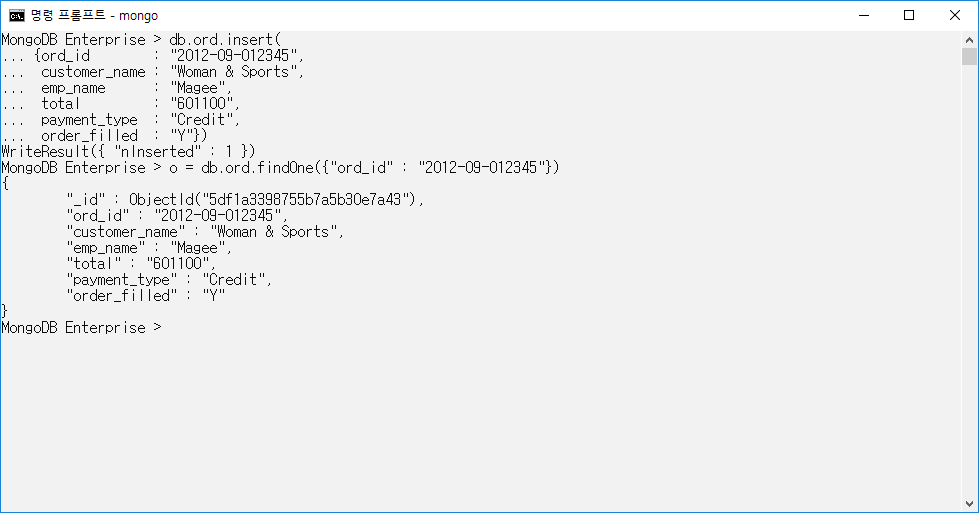 명령 프롬프트 - mongo
MongoDB Enterprise > db.ord.insert(
... {ord_id        : "2012-09-012345",
...  customer_name : "Woman & Sports",
...  emp_name      : "Magee",
...  total         : "601100",
...  payment_type  : "Credit",
...  order_filled  : "Y"})
WriteResult({ "nInserted" : 1 })
MongoDB Enterprise > o = db.ord.findOne({"ord_id" : "2012-09-012345"})
{
        "_id" : ObjectId("5df1a3398755b7a5b30e7a43"),
        "ord_id" : "2012-09-012345",
        "customer_name" : "Woman & Sports",
        "emp_name" : "Magee",
        "total" : "601100",
        "payment_type" : "Credit",
        "order_filled" : "Y"
}
MongoDB Enterprise >